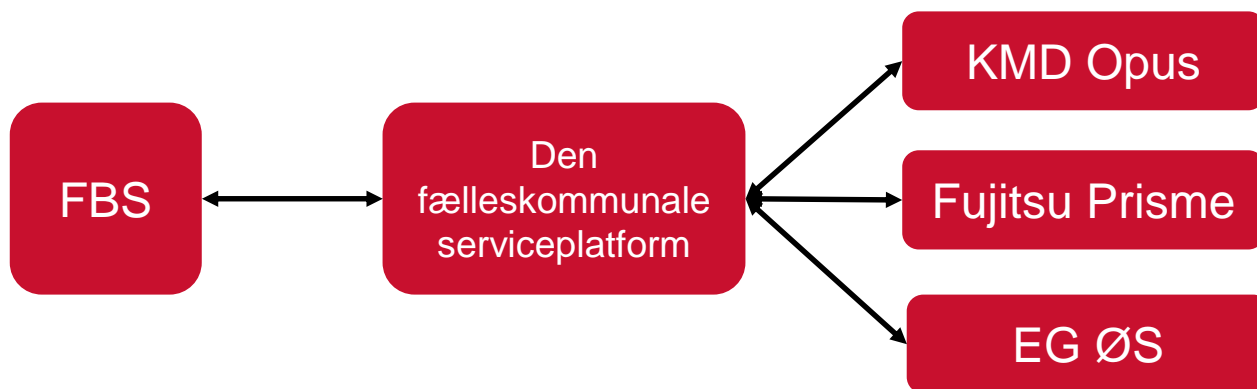 FBS
Den
fælleskommunale
serviceplatform
KMD Opus
Fujitsu Prisme
EG ØS